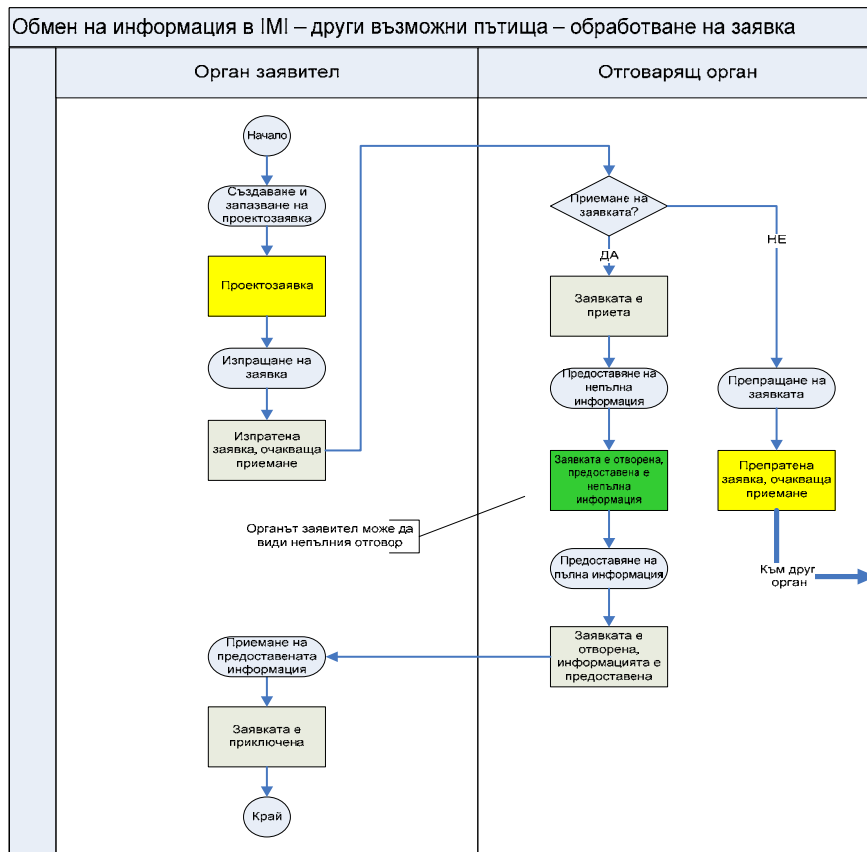 Обмен на информация в IMI – други възможни пътища – обработване на заявка
Орган заявител
Отговарящ орган
Начало
Създаване и
запазване на
проектозаявка
Проектозаявка
Изпращане на
заявка
Изпратена
заявка, очакваща
приемане
Приемане на
заявката?
НЕ
ДА
Заявката е
приета
Предоставяне на
непълна
информация
Препращане на
заявката
Заявката е отворена,
предоставена е
непълна
информация
Препратена
заявка, очакваща
приемане
Органът заявител може да
види непълния отговор
Предоставяне на
пълна информация
Към друг
орган
Заявката е
отворена,
информацията е
предоставена
Приемане на
предоставената
информация
Заявката е
приключена
Край